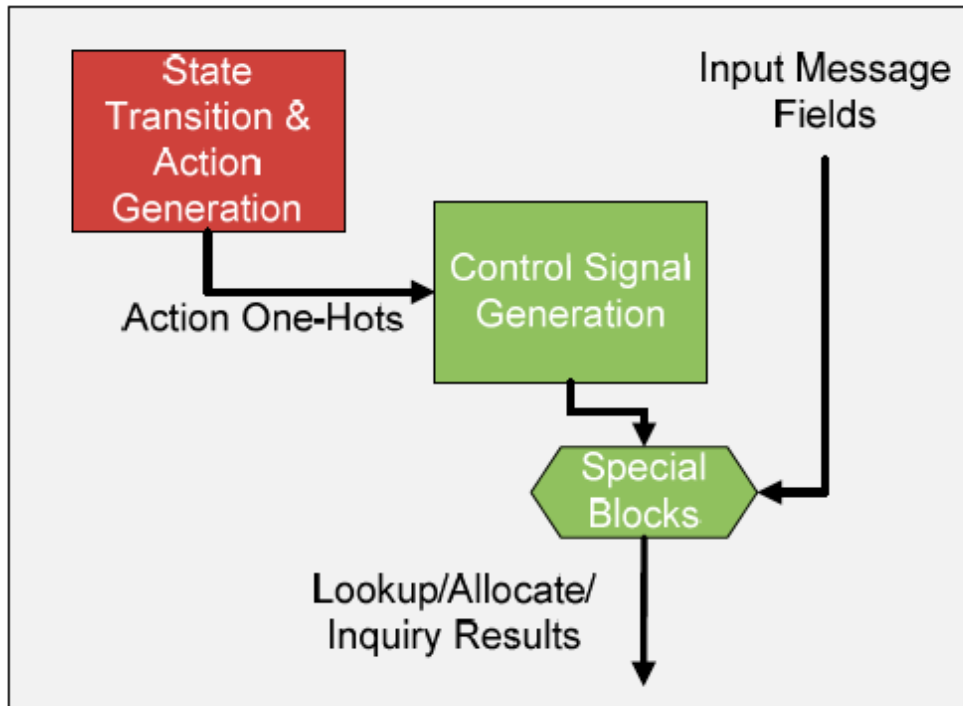 State
Transition &
Action
Generation
Input Message
Fields
Control Signal
Generation
Action One-Hots
Special
Blocks
Lookup/Allocate/
Inquiry Results